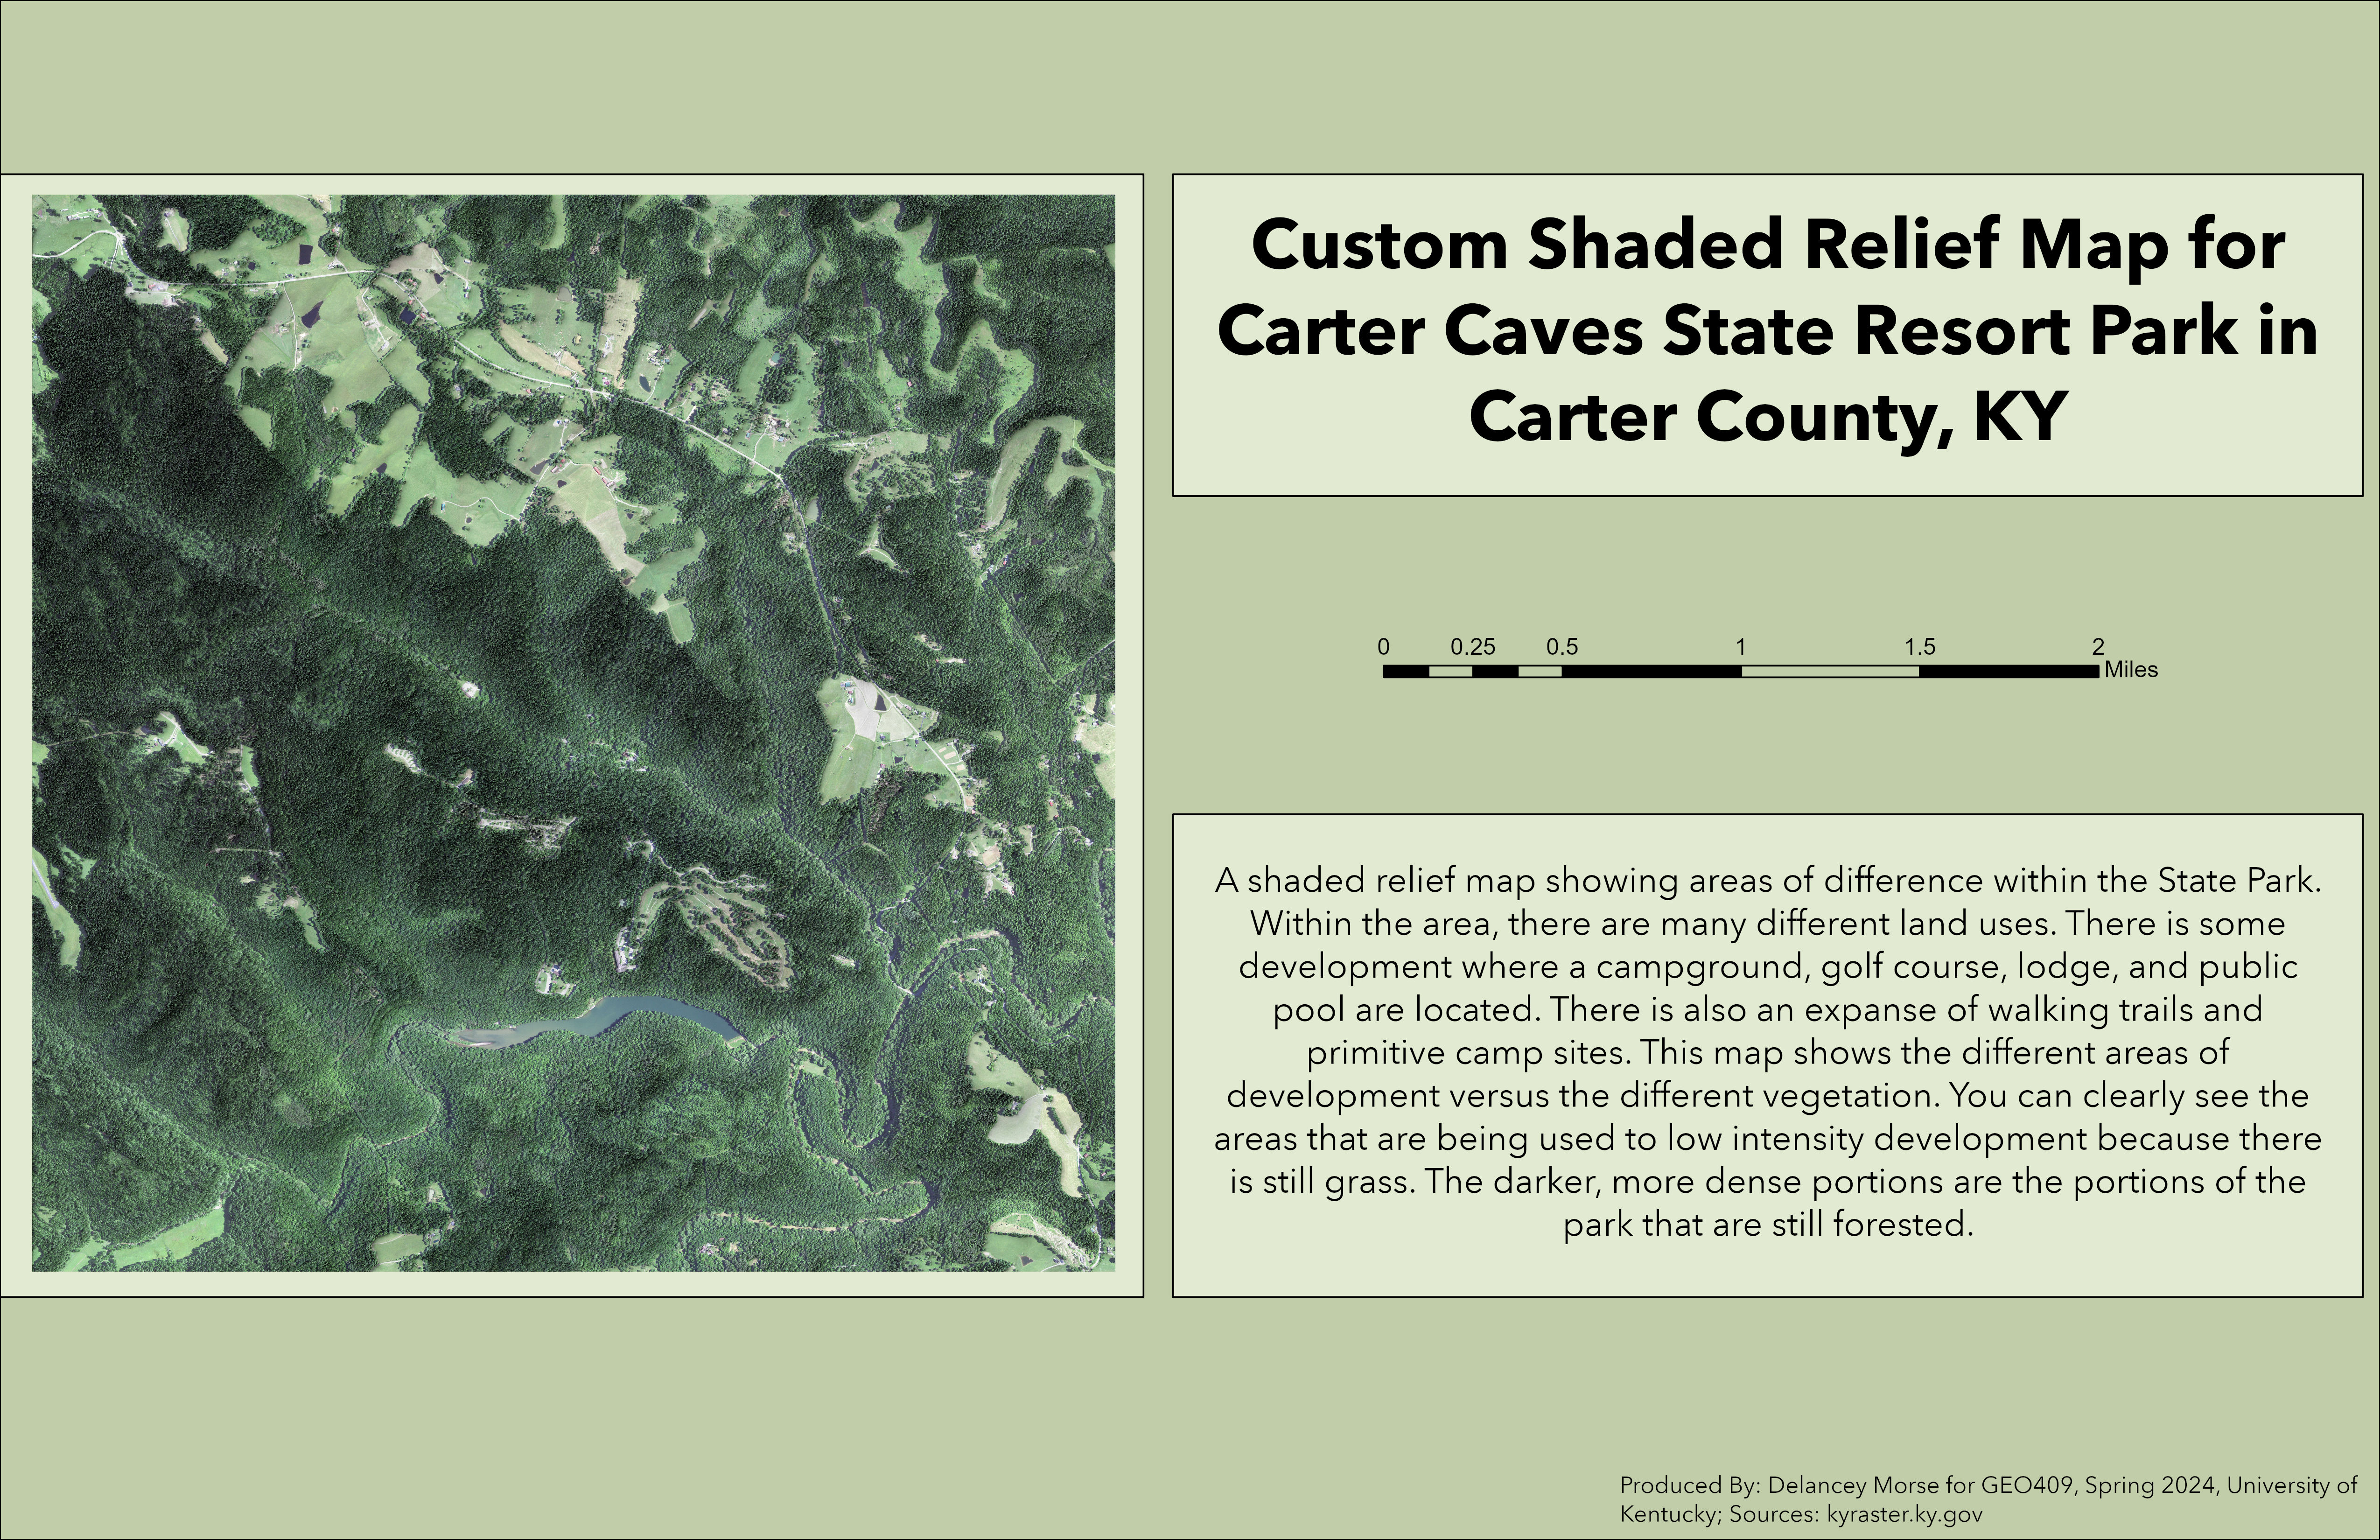 Custom Shaded Relief Map for
Carter Caves State Resort Park in
Carter County, KY
0 0.25 0.5 1 1.5 2
Miles
A shaded relief map showing areas of difference within the State Park.
Within the area, there are many different land uses. There is some
development where a campground, golf course, lodge, and public
pool are located. There is also an expanse of walking trails and
primitive camp sites. This map shows the different areas of
development versus the different vegetation. You can clearly see the
areas that are being used to low intensity development because there
is still grass. The darker, more dense portions are the portions of the
park that are still forested.
Produced By: Delancey Morse for GEO409, Spring 2024, University of
Kentucky; Sources: kyraster.ky.gov